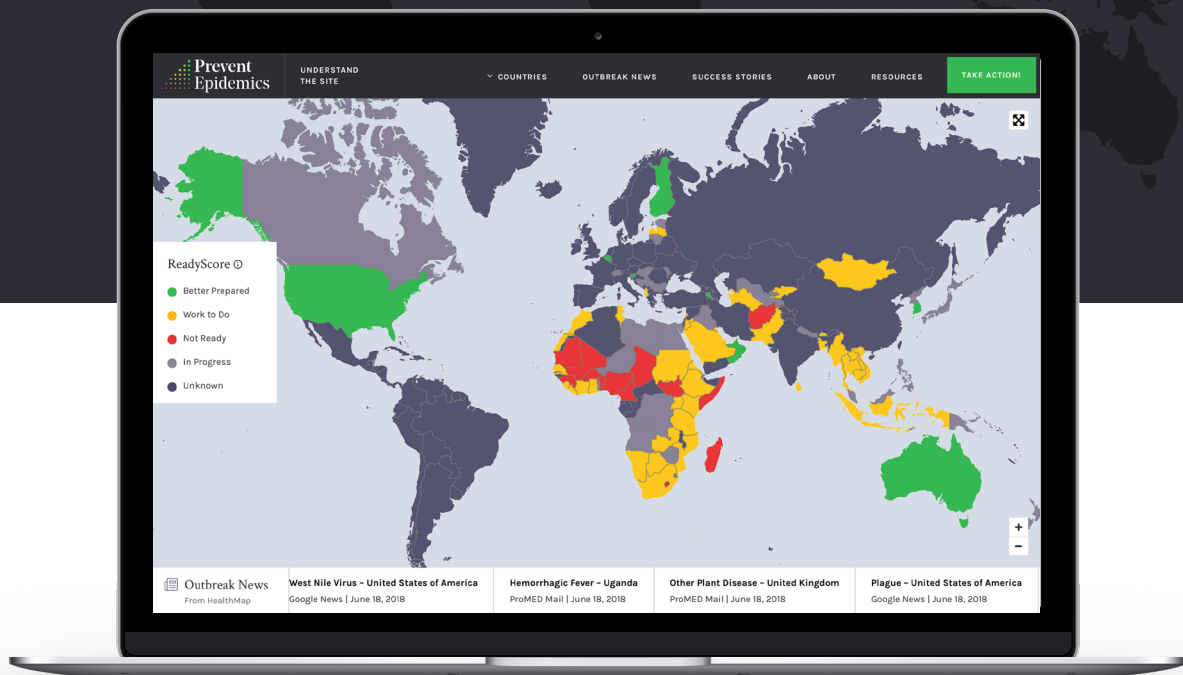 Prevent
Epidemics
UNDERSTAND
THE SITE
COUNTRIES
OUTBREAK NEWS
SUCCESS STORIES
ABOUT
RESOURCES
TAKE ACTION!
ReadyScore
Better Prepared
Work to Do
Not Ready
In Progress
Unknown
+
−
Outbreak News
From HealthMap
West Nile Virus – United States of America
Google News | June 18, 2018
Hemorrhagic Fever – Uganda
ProMED Mail | June 18, 2018
Other Plant Disease – United Kingdom
ProMED Mail | June 18, 2018
Plague – United States of America
Google News | June 18, 2018